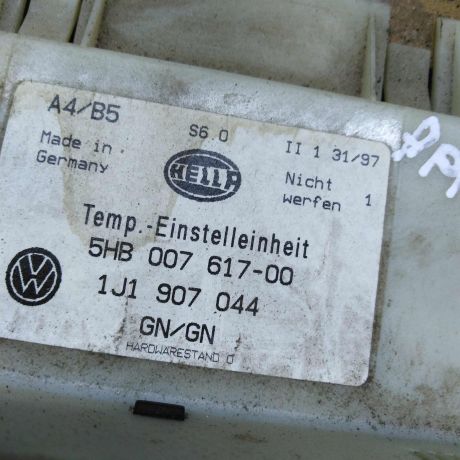 A4/B5
S6.0
II 1 31/97
Made in
Germany
HELLA
Nicht 1
werfen
Temp.-Einstelleinheit
5HB 007 617-00
VW
1J1 907 044
GN/GN
HARDWARESTAND 0